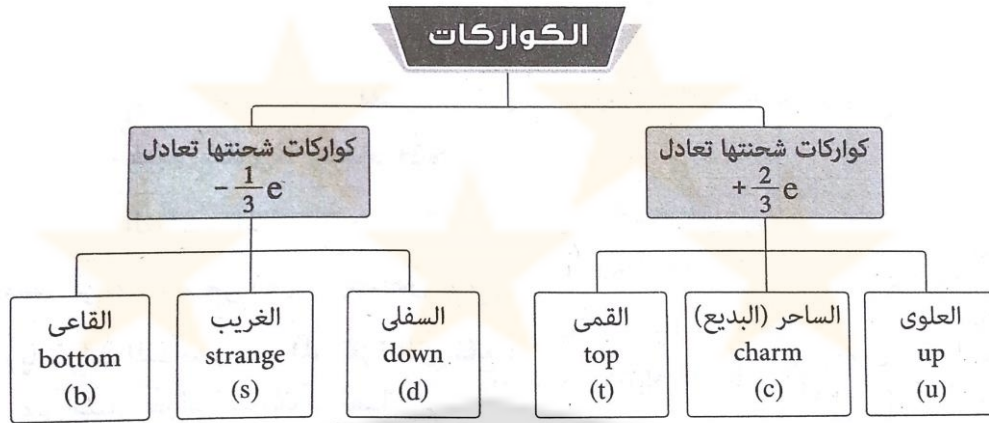 الكواركات
كواركات شحنتها تعادل
+ 2/3 e
كواركات شحنتها تعادل
- 1/3 e
العلوى
up
(u)
الساحر (البديع)
charm
(c)
القمى
top
(t)
السفلى
down
(d)
الغريب
strange
(s)
القاعى
bottom
(b)